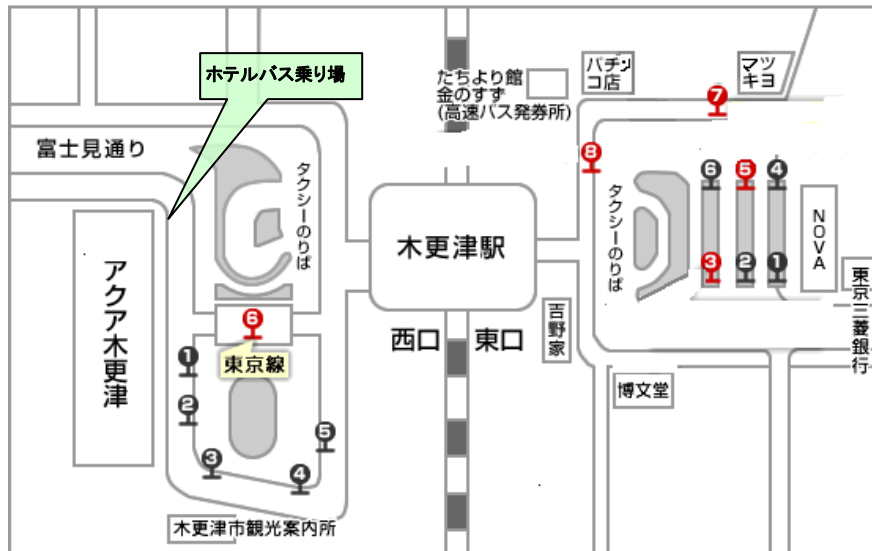 ホテルバス乗り場
たちより館
金のすず
(高速バス発券所)
パチン
コ店
マツ
キヨ
7
富士見通り
8
タクシーのりば
6
5
4
タクシーのりば
木更津駅
NOVA
アクア木更津
3
2
1
東京三菱銀行
6
東京線
西口
東口
吉野家
1
2
博文堂
5
3
4
木更津市観光案内所